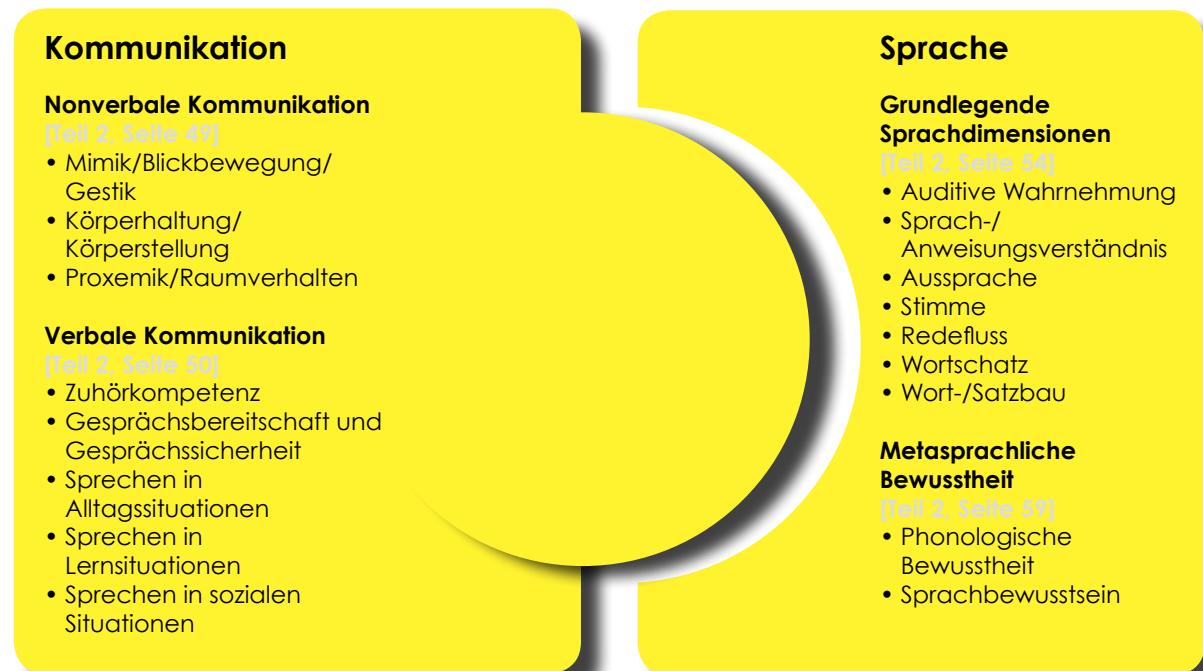 Kommunikation
Nonverbale Kommunikation
[Teil 2, Seite 49]
• Mimik/Blickbewegung/
Gestik
• Körperhaltung/
Körperstellung
• Proxemik/Raumverhalten
Verbale Kommunikation
[Teil 2, Seite 50]
• Zuhörkompetenz
• Gesprächsbereitschaft und
Gesprächssicherheit
• Sprechen in
Alltagssituationen
• Sprechen in
Lernsituationen
• Sprechen in sozialen
Situationen
Sprache
Grundlegende
Sprachdimensionen
[Teil 2, Seite 54]
• Auditive Wahrnehmung
• Sprach-/
Anweisungsverständnis
• Aussprache
• Stimme
• Redefluss
• Wortschatz
• Wort-/Satzbau
Metasprachliche
Bewusstheit
[Teil 2, Seite 59]
• Phonologische
Bewusstheit
• Sprachbewusstsein